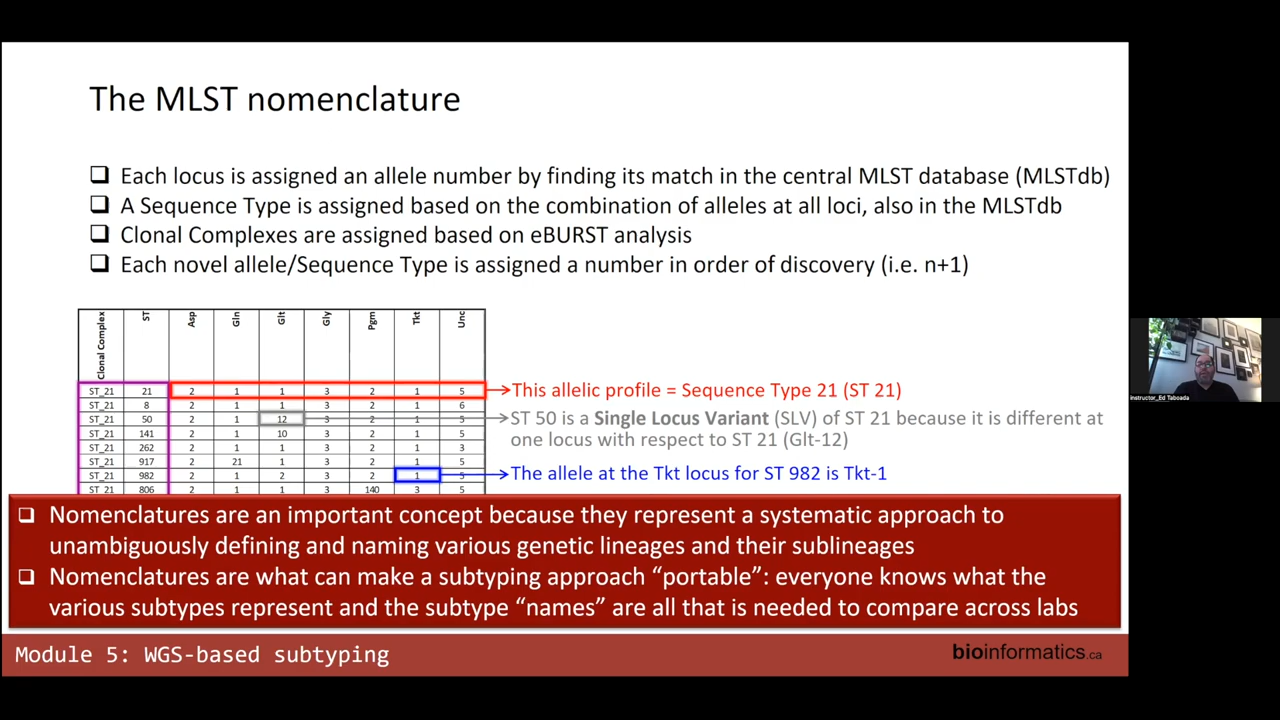 The MLST nomenclature
❑ Each locus is assigned an allele number by finding its match in the central MLST database (MLSTdb)
❑ A Sequence Type is assigned based on the combination of alleles at all loci, also in the MLSTdb
❑ Clonal Complexes are assigned based on eBURST analysis
❑ Each novel allele/Sequence Type is assigned a number in order of discovery (i.e. n+1)
Clonal Complex ST Asp Gln Glt Gly Pgm Tkt Unc
ST_21 21 2 1 1 3 2 1 5
ST_21 8 2 1 1 3 2 1 6
ST_21 50 2 1 12 3 2 1 5
ST_21 141 2 1 10 3 2 1 5
ST_21 262 2 1 1 3 2 1 3
ST_21 917 2 21 1 3 2 1 5
ST_21 982 2 1 2 3 2 1 5
ST_21 806 2 1 1 3 140 3 5
This allelic profile = Sequence Type 21 (ST 21)
ST 50 is a Single Locus Variant (SLV) of ST 21 because it is different at
one locus with respect to ST 21 (Glt-12)
The allele at the Tkt locus for ST 982 is Tkt-1
❑ Nomenclatures are an important concept because they represent a systematic approach to
unambiguously defining and naming various genetic lineages and their sublineages
❑ Nomenclatures are what can make a subtyping approach “portable”: everyone knows what the
various subtypes represent and the subtype “names” are all that is needed to compare across labs
Module 5: WGS-based subtyping
bioinformatics.ca
instructor_Ed Taboada